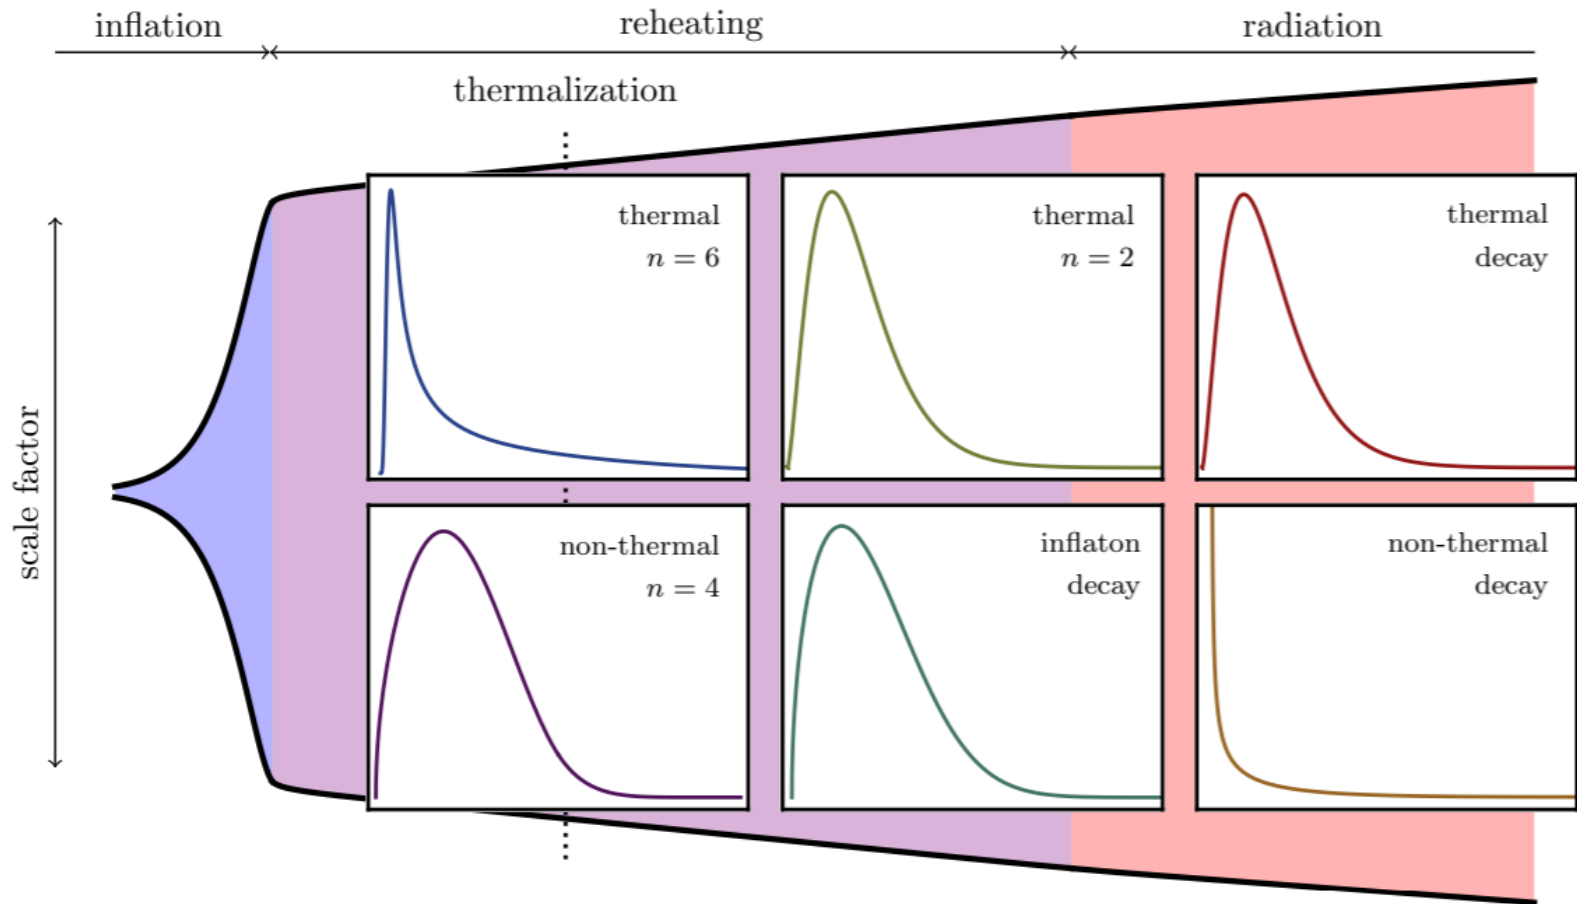 inflation
reheating
radiation
thermalization
scale factor
thermal
n = 6
thermal
n = 2
thermal
decay
non-thermal
n = 4
inflaton
decay
non-thermal
decay